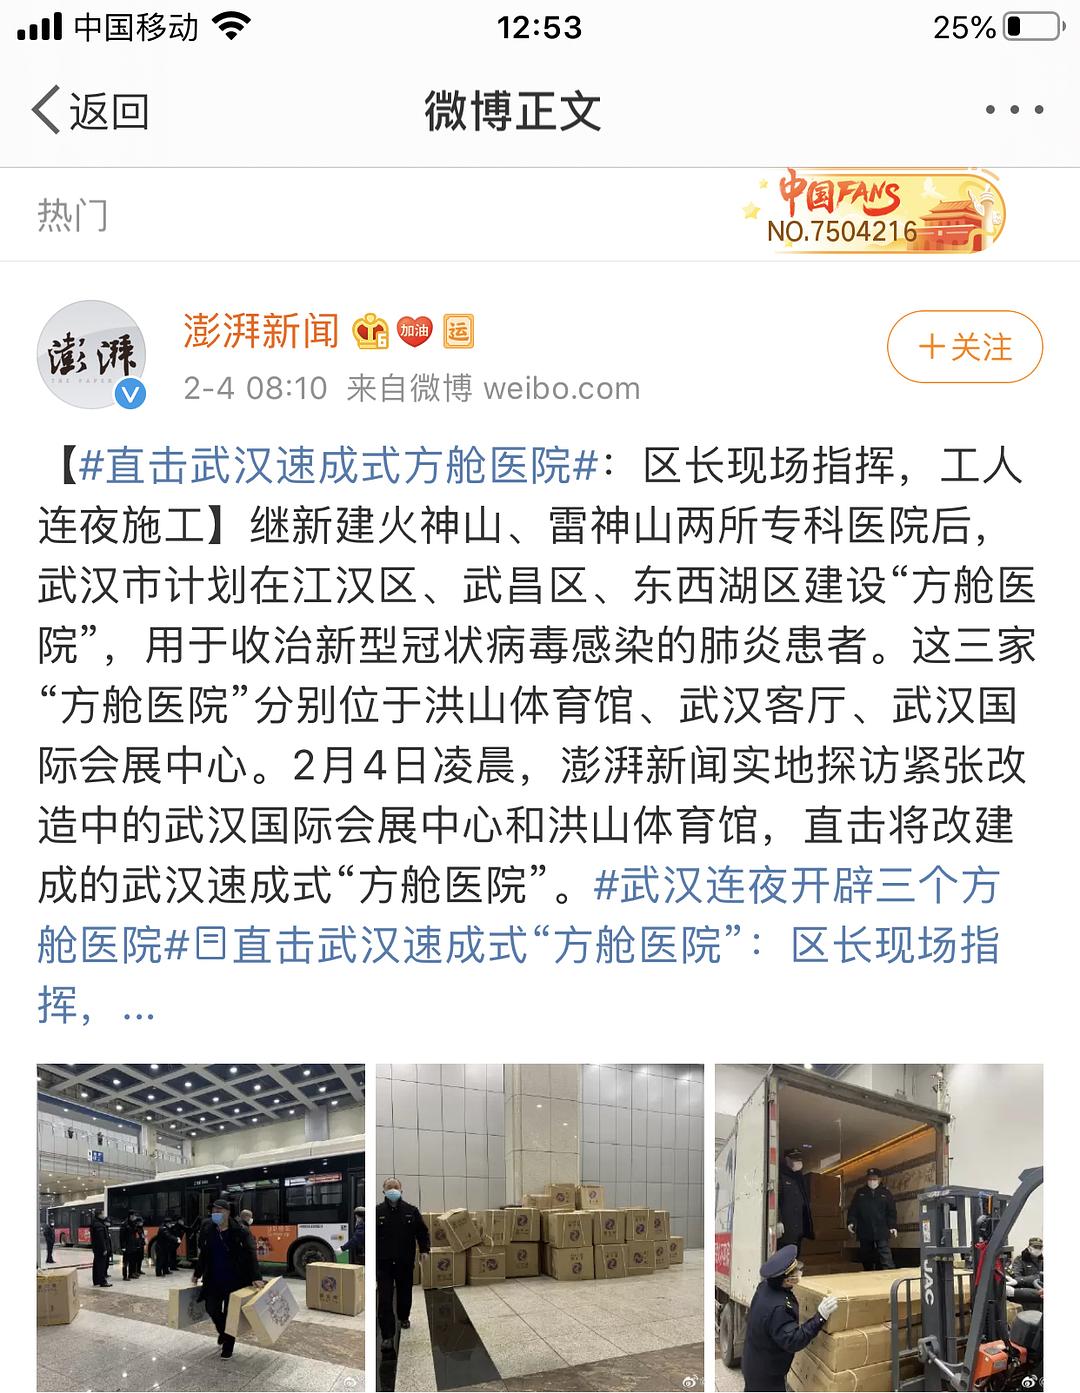 中国移动
12:53
25%
返回
微博正文
热门
中国FANS
NO.7504216
澎湃
THE PAPER
澎湃新闻
加油
运
+关注
2-4 08:10 来自微博 weibo.com
【#直击武汉速成式方舱医院#：区长现场指挥，工人
连夜施工】继新建火神山、雷神山两所专科医院后，
武汉市计划在江汉区、武昌区、东西湖区建设“方舱医
院”，用于收治新型冠状病毒感染的肺炎患者。这三家
“方舱医院”分别位于洪山体育馆、武汉客厅、武汉国
际会展中心。2月4日凌晨，澎湃新闻实地探访紧张改
造中的武汉国际会展中心和洪山体育馆，直击将改建
成的武汉速成式“方舱医院”。#武汉连夜开辟三个方
舱医院#直击武汉速成式“方舱医院”：区长现场指
挥，...
JAC